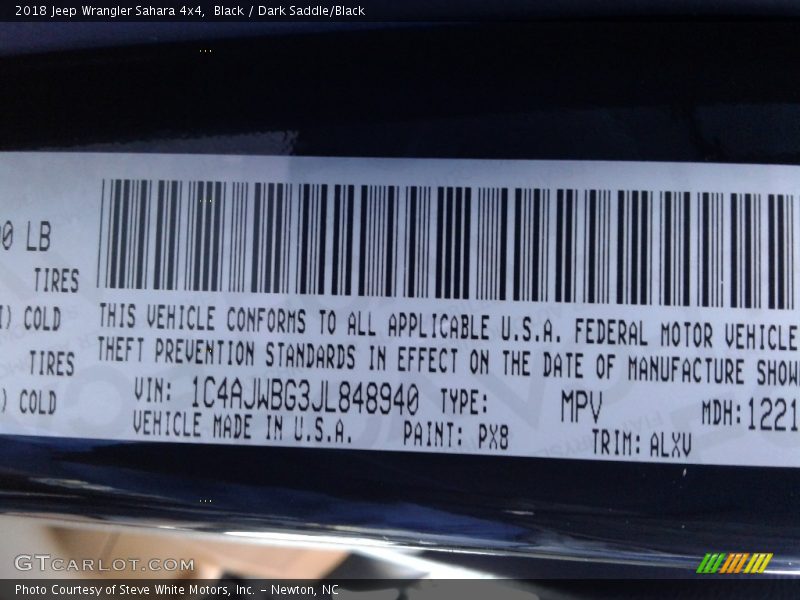 2018 Jeep Wrangler Sahara 4x4, Black / Dark Saddle/Black
0 LB
TIRES
) COLD
TIRES
) COLD
THIS VEHICLE CONFORMS TO ALL APPLICABLE U.S.A. FEDERAL MOTOR VEHICLE
THEFT PREVENTION STANDARDS IN EFFECT ON THE DATE OF MANUFACTURE SHOW
VIN: 1C4AJWBG3JL848940 TYPE: MPV MDH: 1221
VEHICLE MADE IN U.S.A. PAINT: PX8 TRIM: ALXV
GTCARLOT.COM
Photo Courtesy of Steve White Motors, Inc. - Newton, NC